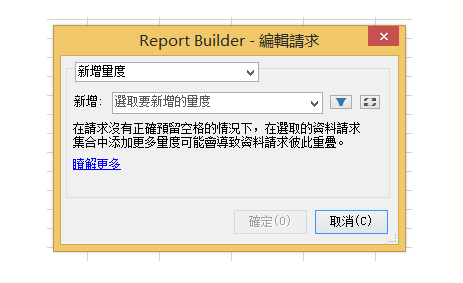 Report Builder - 編輯請求
新增量度
新增: 選取要新增的量度
在請求沒有正確預留空格的情況下，在選取的資料請求
集合中添加更多量度可能會導致資料請求彼此重疊。
瞭解更多
確定(O) 取消(C)